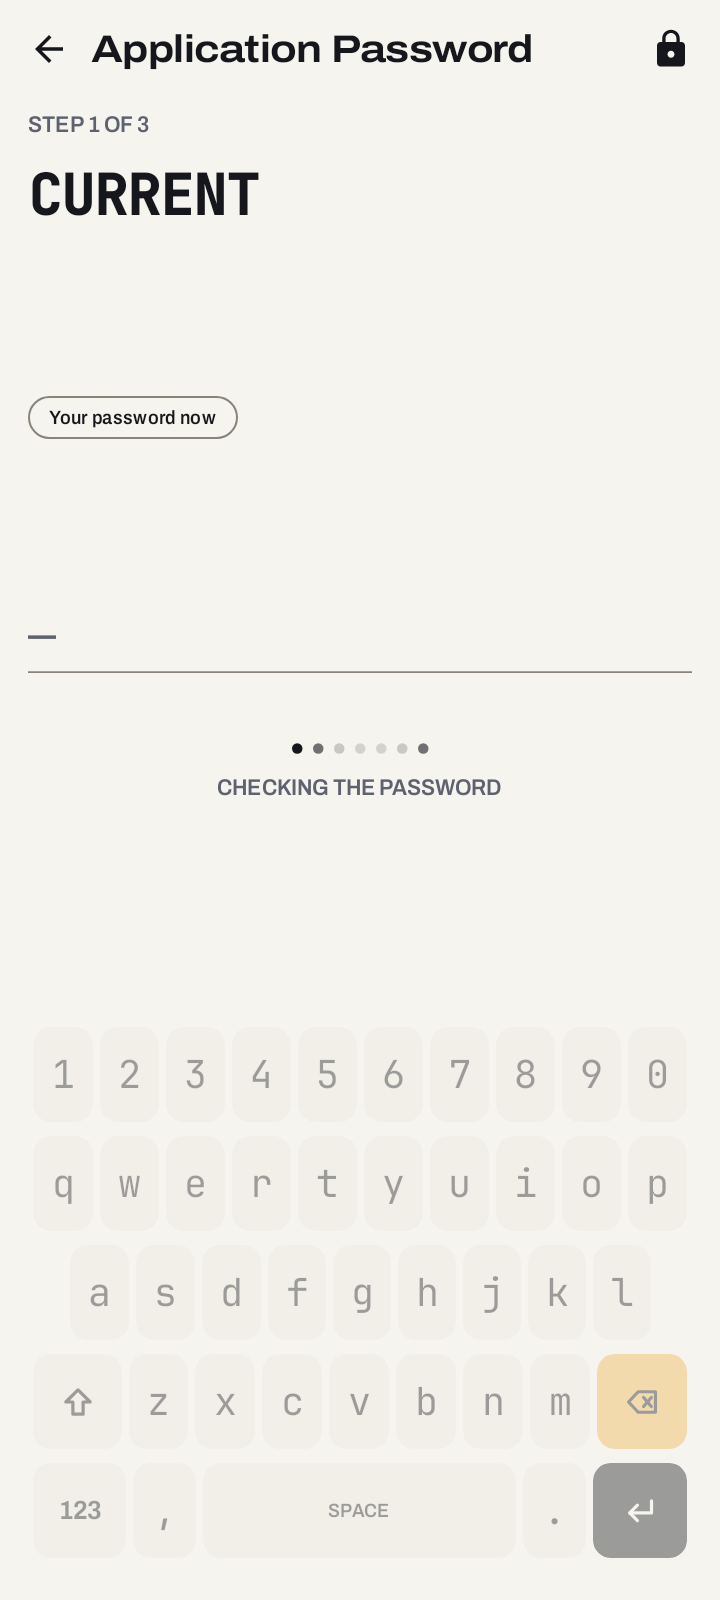 Application Password
STEP 1 OF 3
CURRENT
Your password now
CHECKING THE PASSWORD
1 2 3 4 5 6 7 8 9 0
q w e r t y u i o p
a s d f g h j k l
z x c v b n m
123 , SPACE .